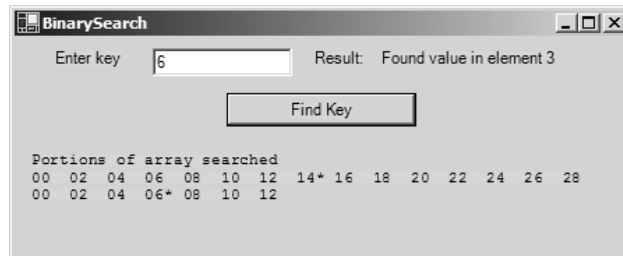 BinarySearch
Enter key 6 Result: Found value in element 3
Find Key
Portions of array searched
00 02 04 06 08 10 12 14* 16 18 20 22 24 26 28
00 02 04 06* 08 10 12